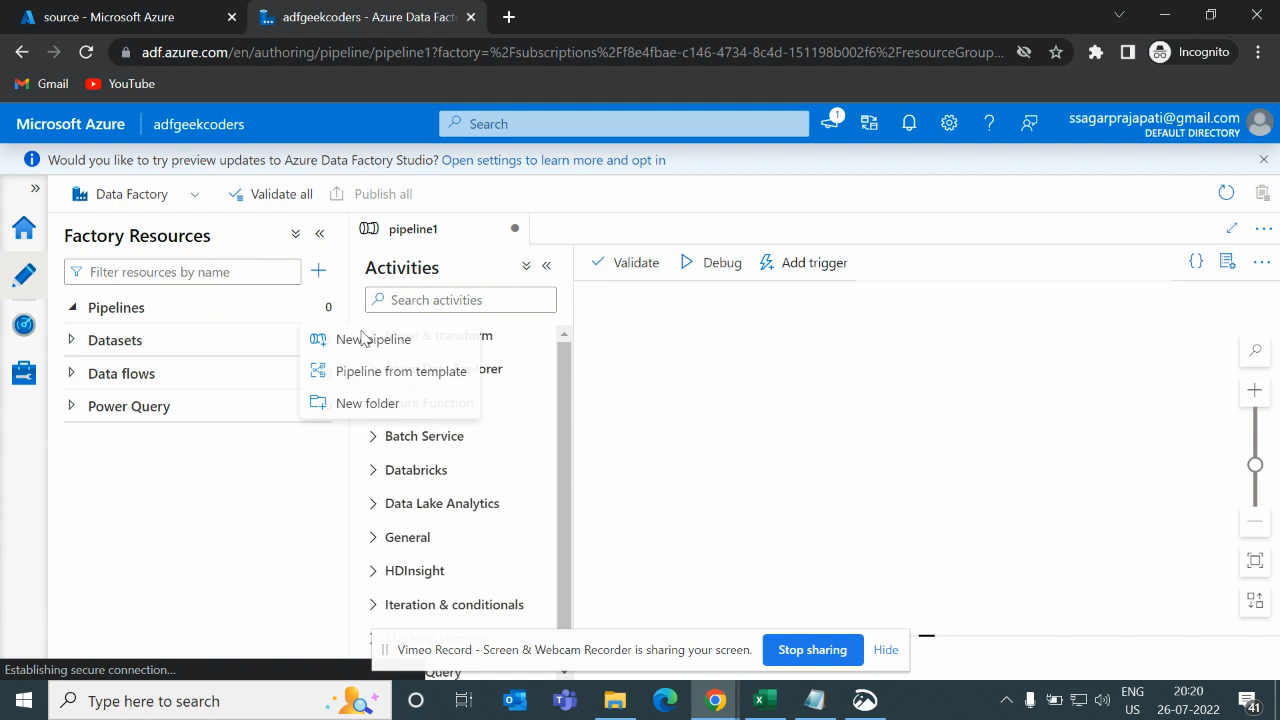 source - Microsoft Azure
adfgeekcoders - Azure Data Fact
adf.azure.com/en/authoring/pipeline/pipeline1?factory=%2Fsubscriptions%2Ff8e4fbae-c146-4734-8c4d-151198b002f6%2FresourceGroup...
Incognito
Gmail
YouTube
Microsoft Azure
adfgeekcoders
Search
1
ssagarprajapati@gmail.com
DEFAULT DIRECTORY
Would you like to try preview updates to Azure Data Factory Studio? Open settings to learn more and opt in
Data Factory
Validate all
Publish all
Factory Resources
pipeline1
Filter resources by name
Activities
Validate
Debug
Add trigger
Search activities
Pipelines
0
Datasets
Data flows
Power Query
New pipeline
Pipeline from template
New folder
Move & transform
Batch Service
Databricks
Data Lake Analytics
General
HDInsight
Iteration & conditionals
Vimeo Record - Screen & Webcam Recorder is sharing your screen.
Stop sharing
Hide
Establishing secure connection...
Query
Type here to search
ENG
US
20:20
26-07-2022
41